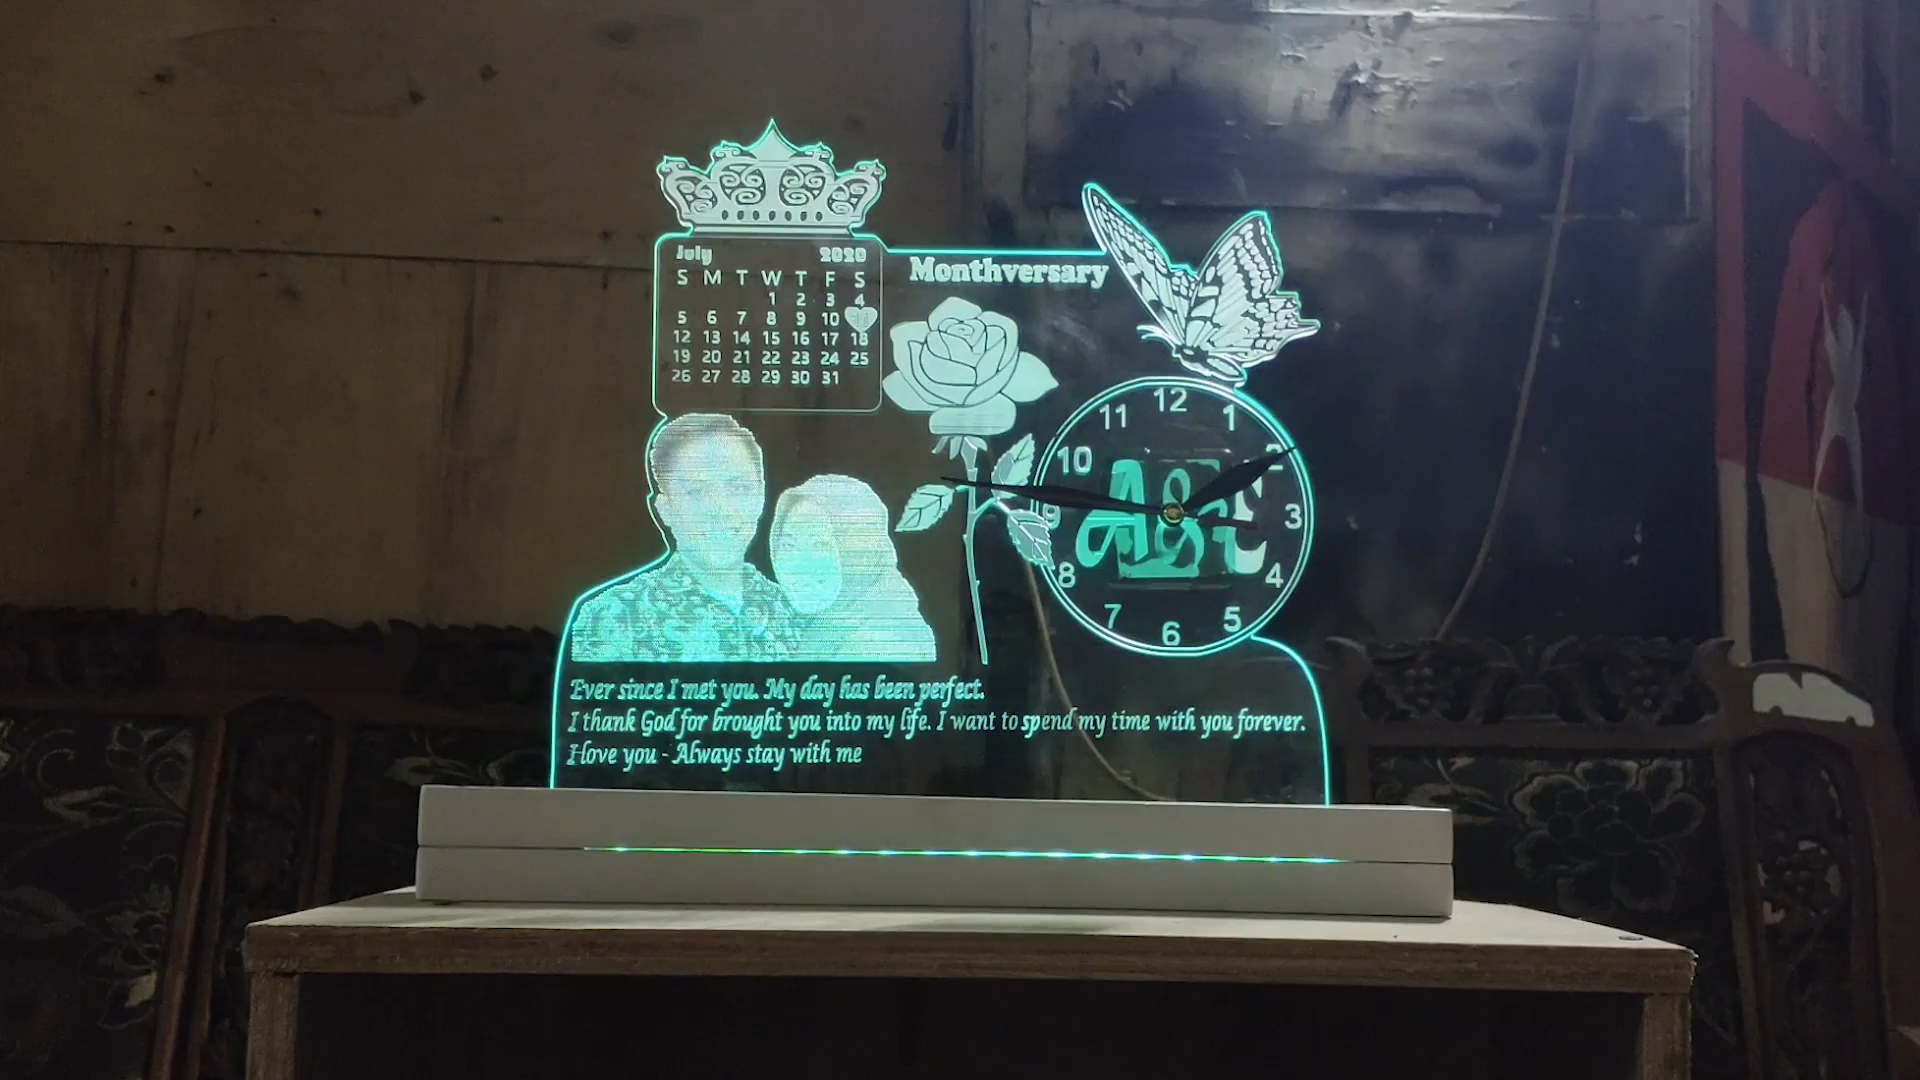 July 2020
S M T W T F S
1 2 3 4
5 6 7 8 9 10
12 13 14 15 16 17 18
19 20 21 22 23 24 25
26 27 28 29 30 31
Monthversary
12
11 1
10 2
9 A&E 3
8 4
7 5
6
Ever since I met you. My day has been perfect.
I thank God for brought you into my life. I want to spend my time with you forever.
I love you - Always stay with me